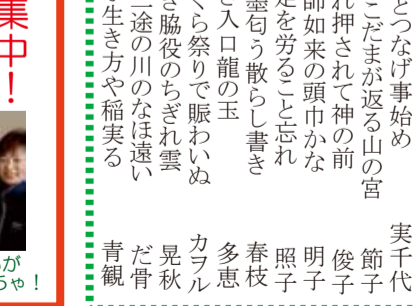 とつなげ事始め 実千代
こだまが返る山の宮 節子
れ押されて神の前 俊子
師如来の頭巾かな 明子
を労ること忘れ 照子
墨匂う散らし書き 春枝
入口龍の玉 多恵
くら祭りで賑わいぬ カヲル
き脇役のちぎれ雲 晃秋
三途の川のなほ遠い だ骨
生き方や稲実る 青観
集中！
が
ちゃ！